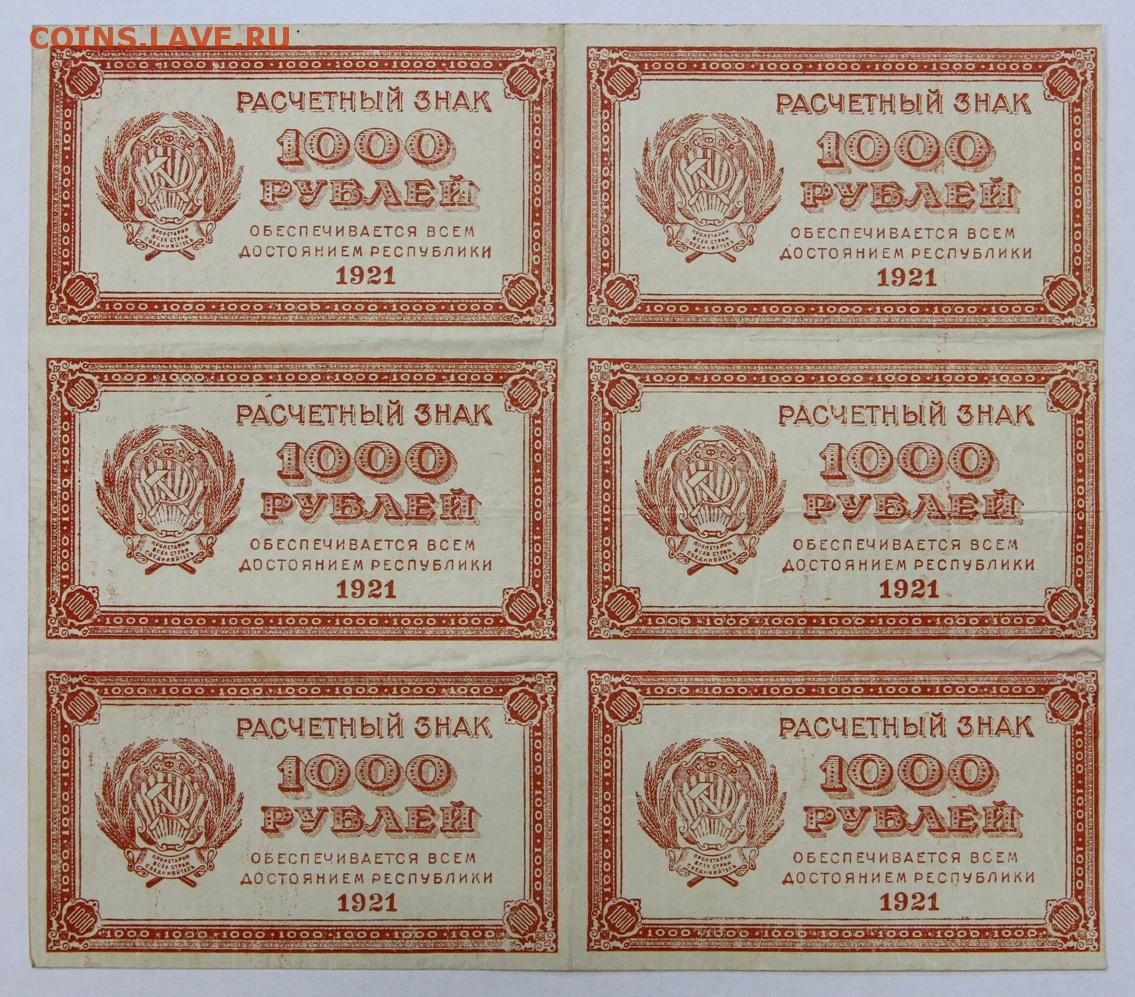 COINS.LAVE.RU
РАСЧЕТНЫЙ ЗНАК
1000
РУБЛЕЙ
ОБЕСПЕЧИВАЕТСЯ ВСЕМ
ДОСТОЯНИЕМ РЕСПУБЛИКИ
1921
РАСЧЕТНЫЙ ЗНАК
1000
РУБЛЕЙ
ОБЕСПЕЧИВАЕТСЯ ВСЕМ
ДОСТОЯНИЕМ РЕСПУБЛИКИ
1921
РАСЧЕТНЫЙ ЗНАК
1000
РУБЛЕЙ
ОБЕСПЕЧИВАЕТСЯ ВСЕМ
ДОСТОЯНИЕМ РЕСПУБЛИКИ
1921
РАСЧЕТНЫЙ ЗНАК
1000
РУБЛЕЙ
ОБЕСПЕЧИВАЕТСЯ ВСЕМ
ДОСТОЯНИЕМ РЕСПУБЛИКИ
1921
РАСЧЕТНЫЙ ЗНАК
1000
РУБЛЕЙ
ОБЕСПЕЧИВАЕТСЯ ВСЕМ
ДОСТОЯНИЕМ РЕСПУБЛИКИ
1921
РАСЧЕТНЫЙ ЗНАК
1000
РУБЛЕЙ
ОБЕСПЕЧИВАЕТСЯ ВСЕМ
ДОСТОЯНИЕМ РЕСПУБЛИКИ
1921